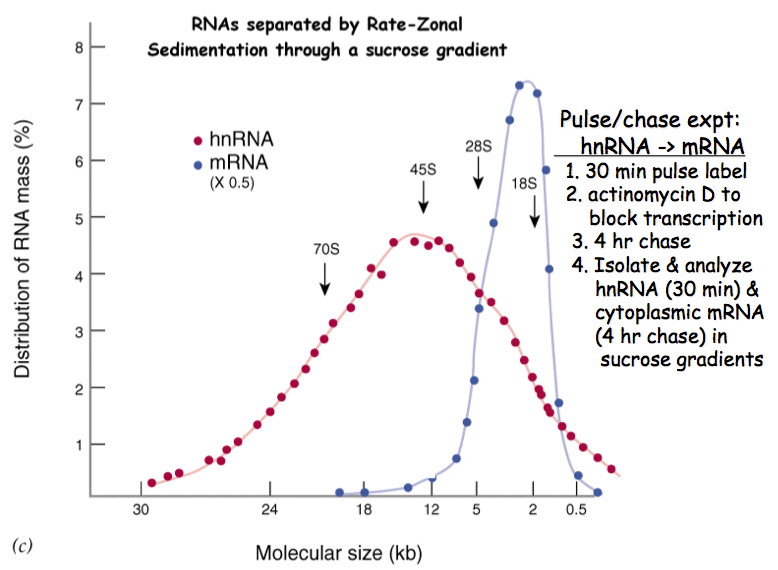 RNAs separated by Rate-Zonal
Sedimentation through a sucrose gradient
Distribution of RNA mass (%)
8
7
6
5
4
3
2
1
hnRNA
mRNA
(X 0.5)
70S
45S
28S
18S
Pulse/chase expt:
hnRNA -> mRNA
1. 30 min pulse label
2. actinomycin D to
block transcription
3. 4 hr chase
4. Isolate & analyze
hnRNA (30 min) &
cytoplasmic mRNA
(4 hr chase) in
sucrose gradients
30 24 18 12 5 2 0.5
Molecular size (kb)
(c)